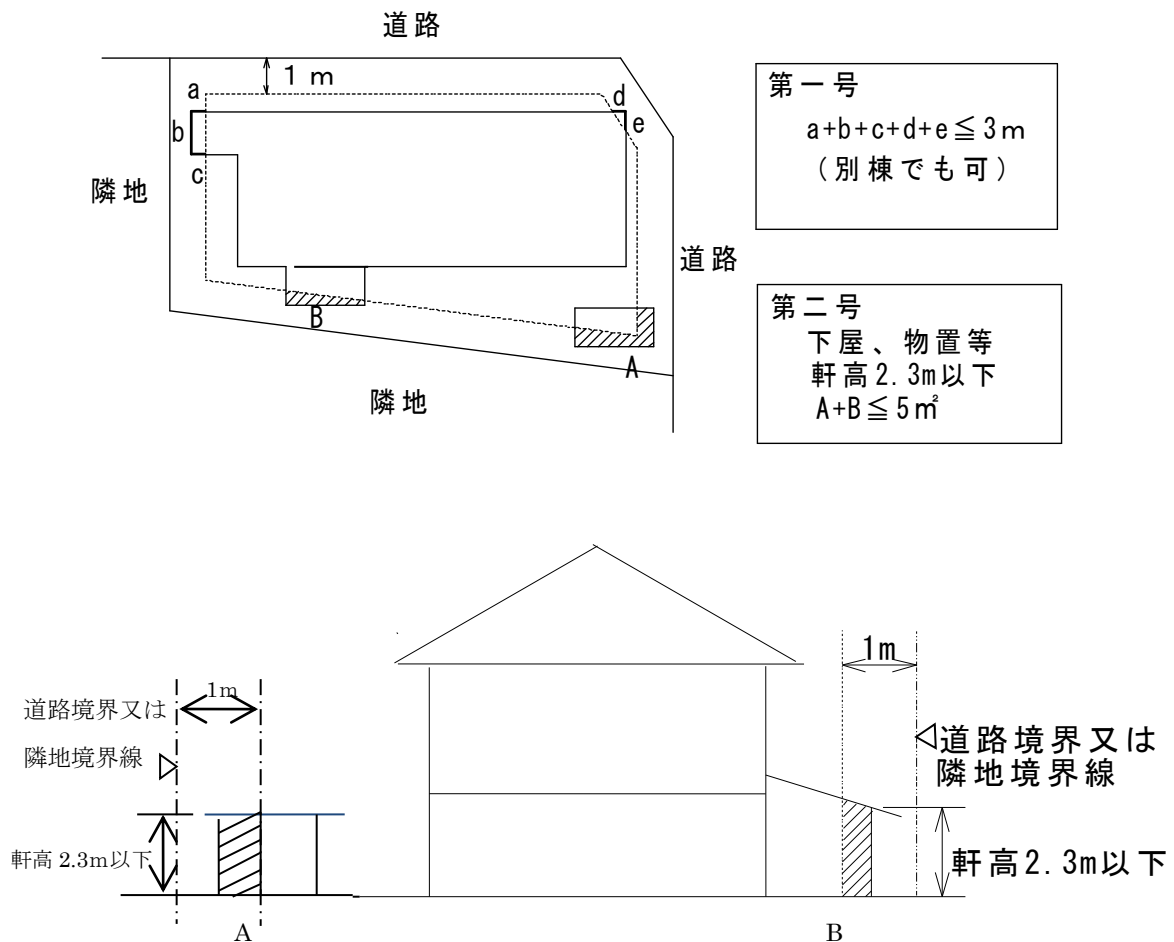 道路
1 m
a
d
e
b
c
隣地
道路
B
A
隣地
第一号
a+b+c+d+e≦3m
(別棟でも可)
第二号
下屋、物置等
軒高2.3m以下
A+B≦5㎡
1m
道路境界又は
隣地境界線
軒高 2.3m以下
A
1m
道路境界又は
隣地境界線
軒高2.3m以下
B